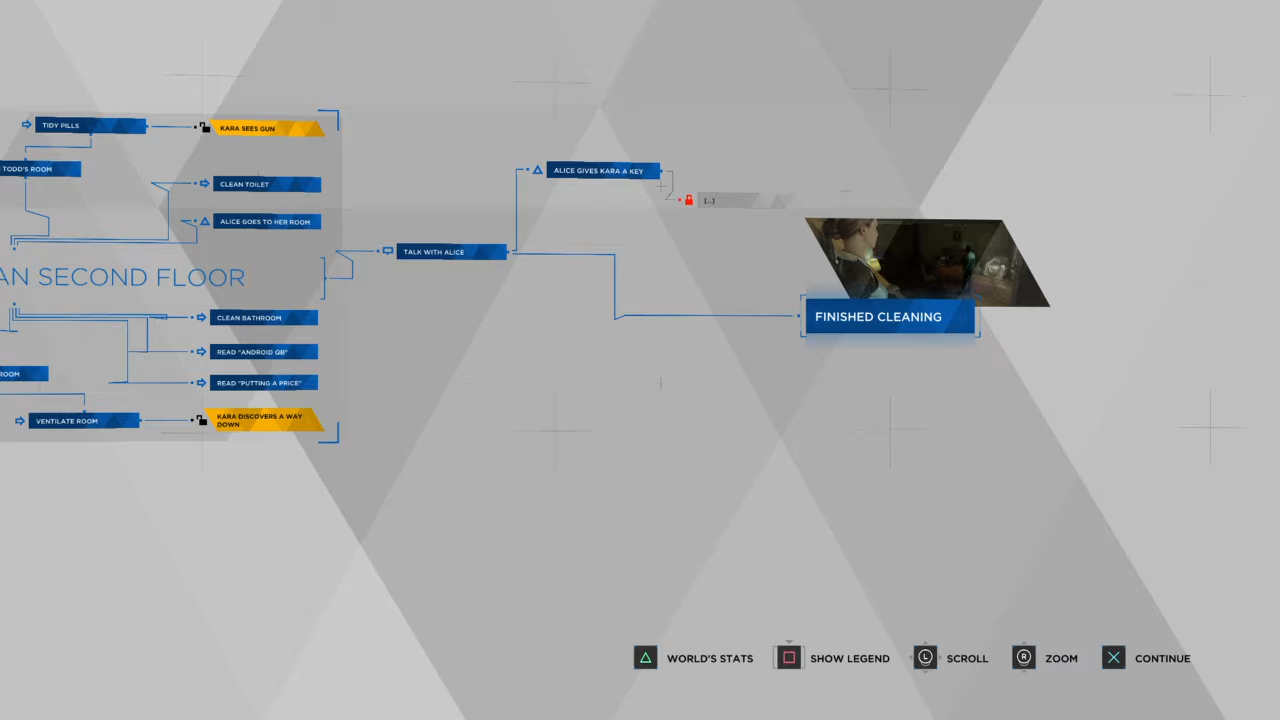 TIDY PILLS
KARA SEES GUN
TODD'S ROOM
CLEAN TOILET
ALICE GOES TO HER ROOM
AN SECOND FLOOR
CLEAN BATHROOM
READ "ANDROID QB"
ROOM
READ "PUTTING A PRICE"
VENTILATE ROOM
KARA DISCOVERS A WAY
DOWN
TALK WITH ALICE
ALICE GIVES KARA A KEY
[...]
FINISHED CLEANING
WORLD'S STATS
SHOW LEGEND
L
SCROLL
R
ZOOM
CONTINUE